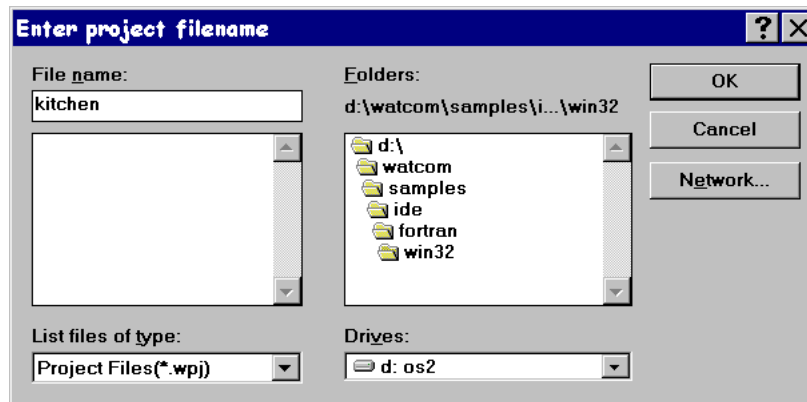 Enter project filename
File name:
kitchen
Folders:
d:\watcom\samples\i...\win32
d:\
watcom
samples
ide
fortran
win32
OK
Cancel
Network...
List files of type:
Project Files(*.wpj)
Drives:
d: os2